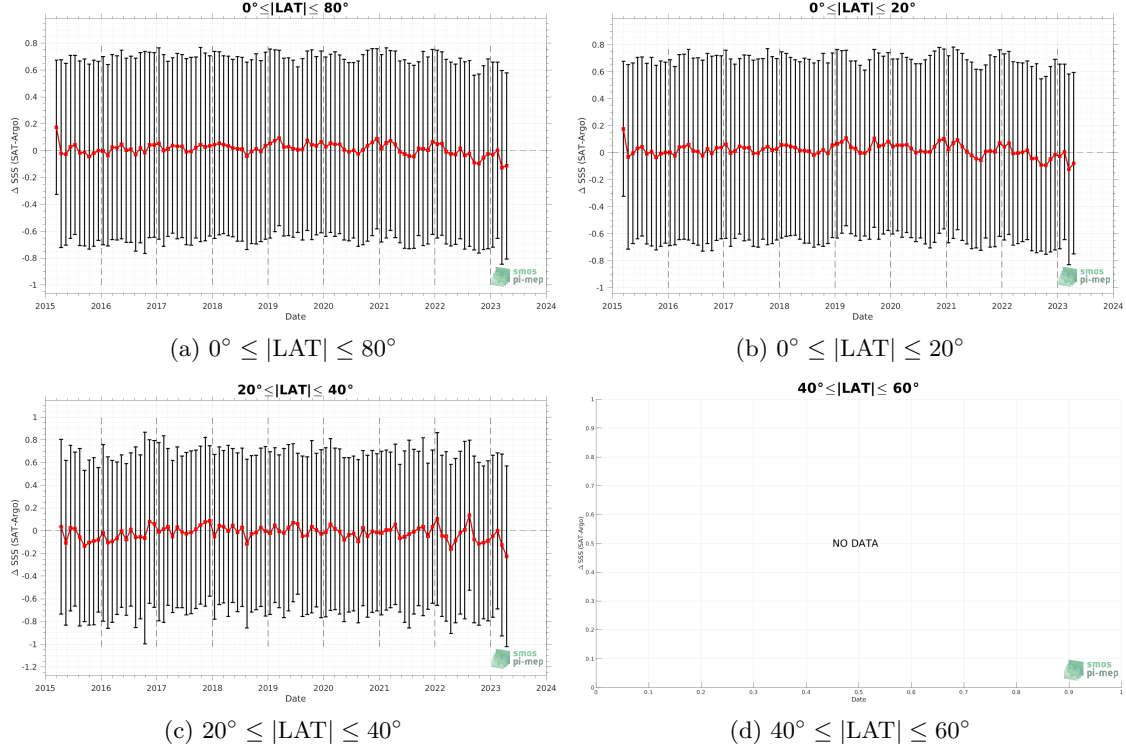 0°≤|LAT|≤ 80°
Δ SSS (SAT-Argo)
0.8
0.6
0.4
0.2
0
-0.2
-0.4
-0.6
-0.8
-1
2015 2016 2017 2018 2019 2020 2021 2022 2023 2024
Date
smos
pi-mep
(a) 0° ≤ |LAT| ≤ 80°
0°≤|LAT|≤ 20°
Δ SSS (SAT-Argo)
0.8
0.6
0.4
0.2
0
-0.2
-0.4
-0.6
-0.8
-1
2015 2016 2017 2018 2019 2020 2021 2022 2023 2024
Date
smos
pi-mep
(b) 0° ≤ |LAT| ≤ 20°
20°≤|LAT|≤ 40°
Δ SSS (SAT-Argo)
1
0.8
0.6
0.4
0.2
0
-0.2
-0.4
-0.6
-0.8
-1
-1.2
2015 2016 2017 2018 2019 2020 2021 2022 2023 2024
Date
smos
pi-mep
(c) 20° ≤ |LAT| ≤ 40°
40°≤|LAT|≤ 60°
Δ SSS (SAT-Argo)
1
0.9
0.8
0.7
0.6
0.5
0.4
0.3
0.2
0.1
0
NO DATA
0 0.1 0.2 0.3 0.4 0.5 0.6 0.7 0.8 0.9 1
Date
smos
pi-mep
(d) 40° ≤ |LAT| ≤ 60°